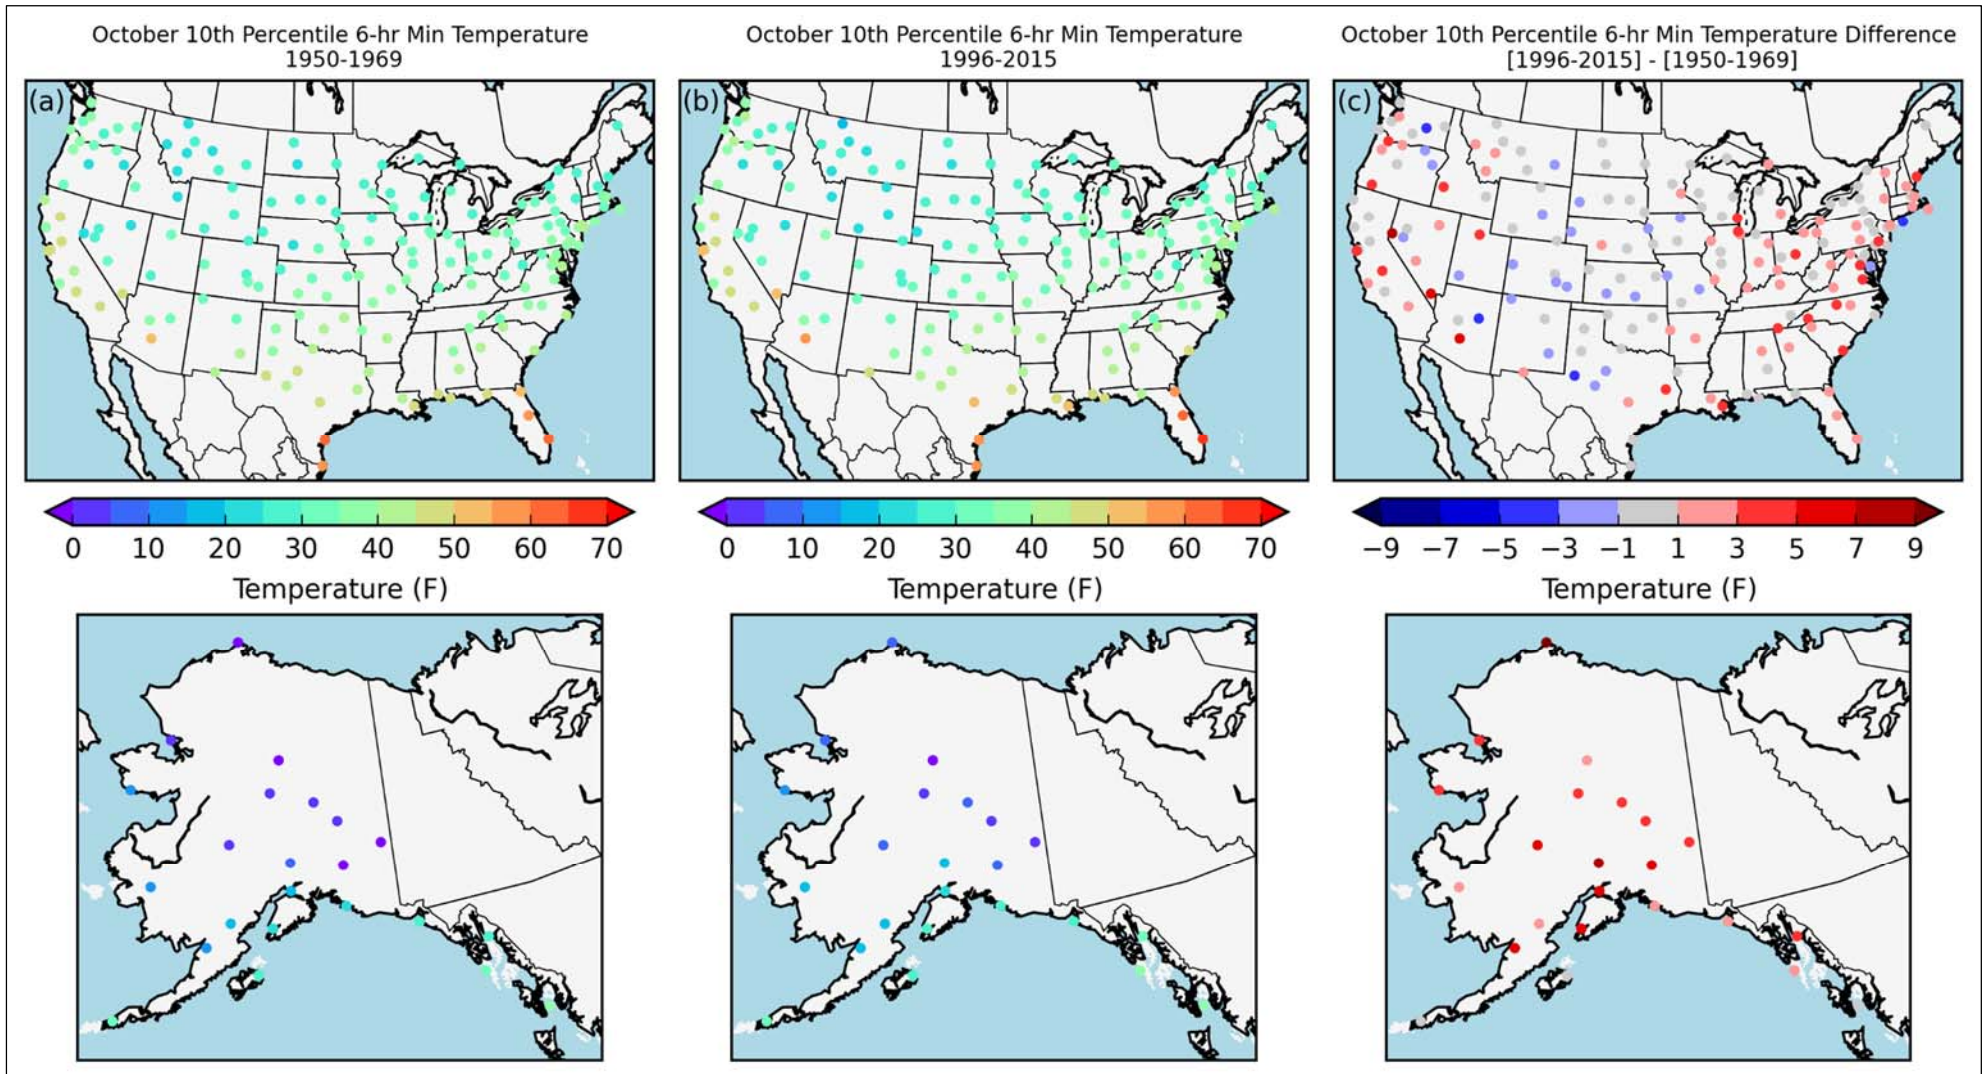 October 10th Percentile 6-hr Min Temperature
1950-1969
October 10th Percentile 6-hr Min Temperature
1996-2015
October 10th Percentile 6-hr Min Temperature Difference
[1996-2015] - [1950-1969]
(a)
(b)
(c)
0 10 20 30 40 50 60 70
Temperature (F)
0 10 20 30 40 50 60 70
Temperature (F)
−9 −7 −5 −3 −1 1 3 5 7 9
Temperature (F)